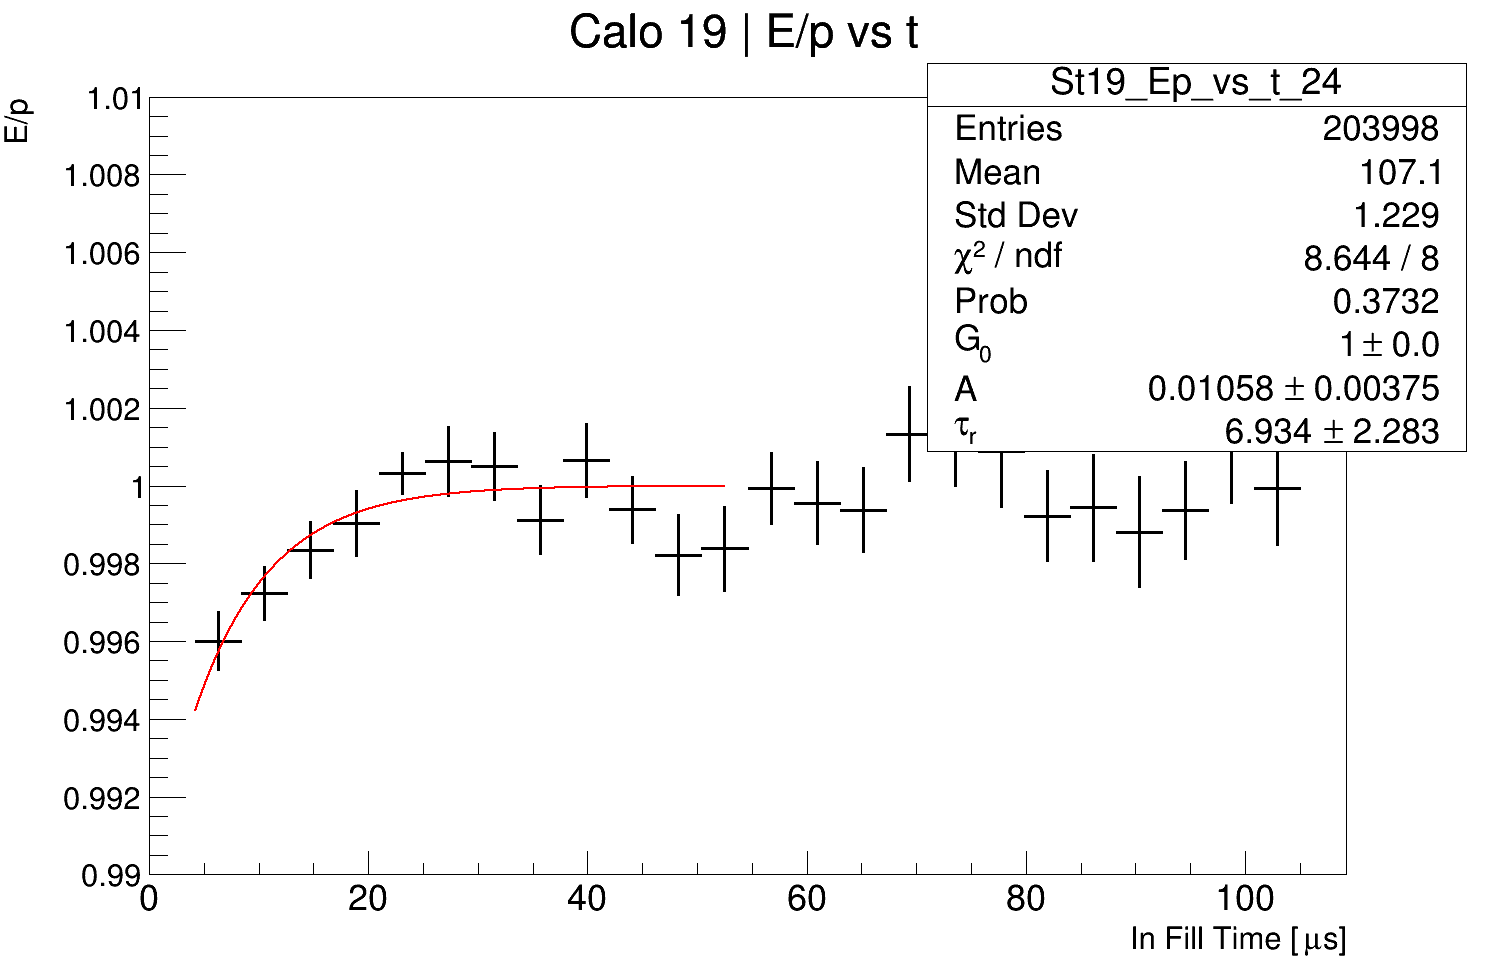 Calo 19 | E/p vs t
E/p
St19_Ep_vs_t_24
Entries 203998
Mean 107.1
Std Dev 1.229
χ² / ndf 8.644 / 8
Prob 0.3732
G₀ 1 ± 0.0
A 0.01058 ± 0.00375
τᵣ 6.934 ± 2.283
1.01
1.008
1.006
1.004
1.002
1
0.998
0.996
0.994
0.992
0.99
0 20 40 60 80 100
In Fill Time [μs]